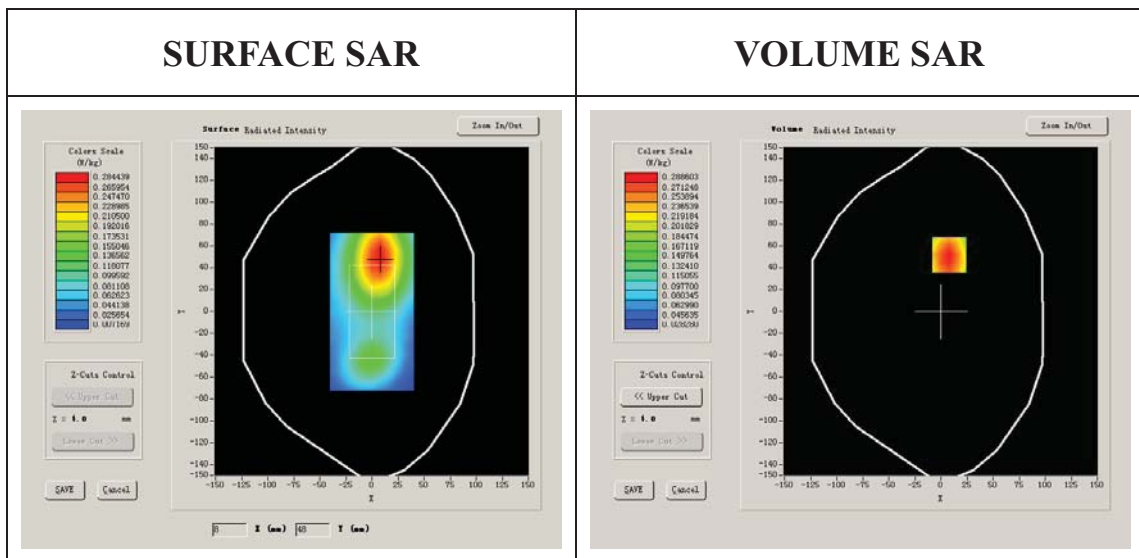 SURFACE SAR
Surface Radiated Intensity
Zoom In/Out
Colors Scale
(W/kg)
0.284439
0.265954
0.247470
0.228985
0.210500
0.192016
0.173531
0.155046
0.136562
0.118077
0.099592
0.081108
0.062623
0.044138
0.025654
0.007169
Z-Cuts Control
<< Upper Cut
Z = 4.0 mm
Lower Cut >>
SAVE
Cancel
150
140
120
100
80
60
40
20
0
-20
-40
-60
-80
-100
-120
-140
-150
Y
-150 -125 -100 -75 -50 -25 0 25 50 75 100 125 150
X
8 X (mm) 48 Y (mm)
VOLUME SAR
Volume Radiated Intensity
Zoom In/Out
Colors Scale
(W/kg)
0.288603
0.271248
0.253894
0.236539
0.219184
0.201829
0.184474
0.167119
0.149764
0.132410
0.115055
0.097700
0.080345
0.062990
0.045635
0.028280
Z-Cuts Control
<< Upper Cut
Z = 4.0 mm
Lower Cut >>
SAVE
Cancel
150
140
120
100
80
60
40
20
0
-20
-40
-60
-80
-100
-120
-140
-150
Y
-150 -125 -100 -75 -50 -25 0 25 50 75 100 125 150
X